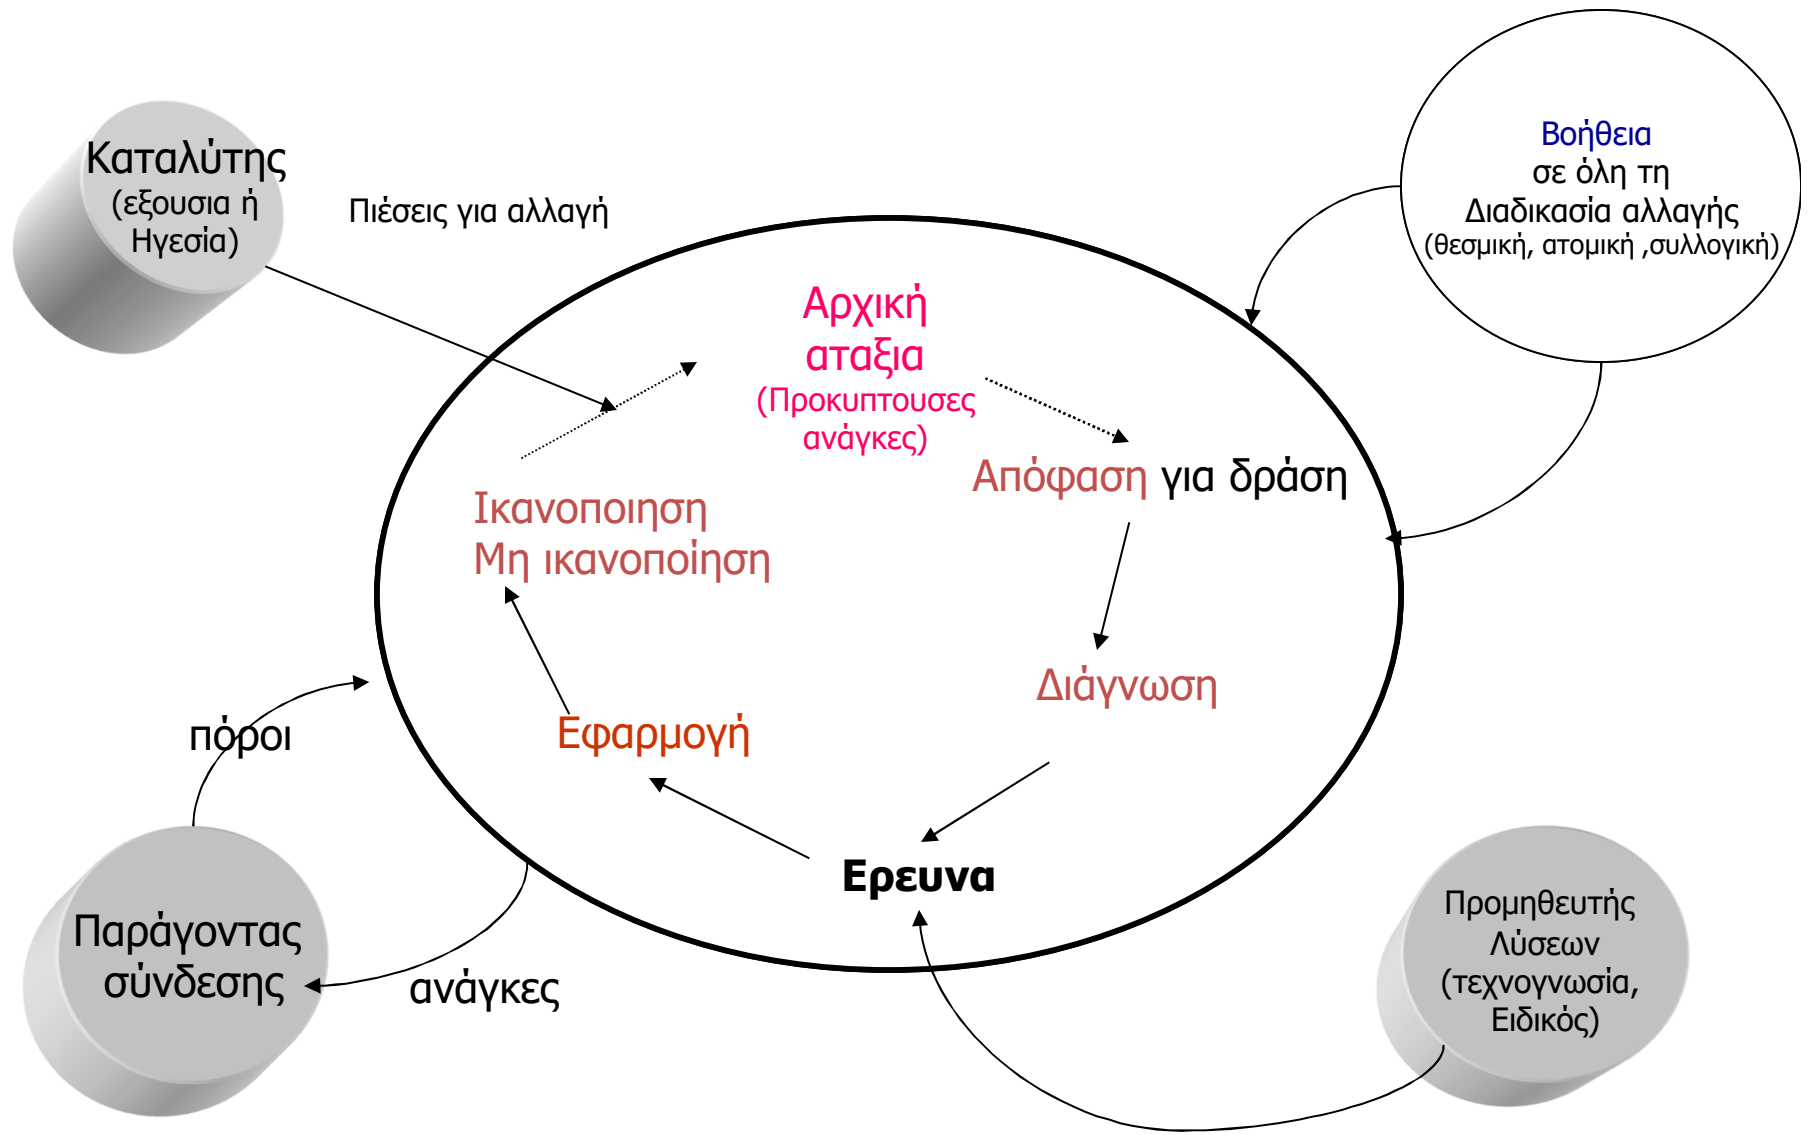 Βοήθεια
σε όλη τη
Διαδικασία αλλαγής
(θεσμική, ατομική ,συλλογική)
Καταλύτης
(εξουσια ή
Ηγεσία)
Πιέσεις για αλλαγή
Αρχική
αταξια
(Προκυπτουσες
ανάγκες)
Απόφαση για δράση
Ικανοποιηση
Μη ικανοποίηση
Διάγνωση
Εφαρμογή
πόροι
Ερευνα
Παράγοντας
σύνδεσης
ανάγκες
Προμηθευτής
Λύσεων
(τεχνογνωσία,
Ειδικός)